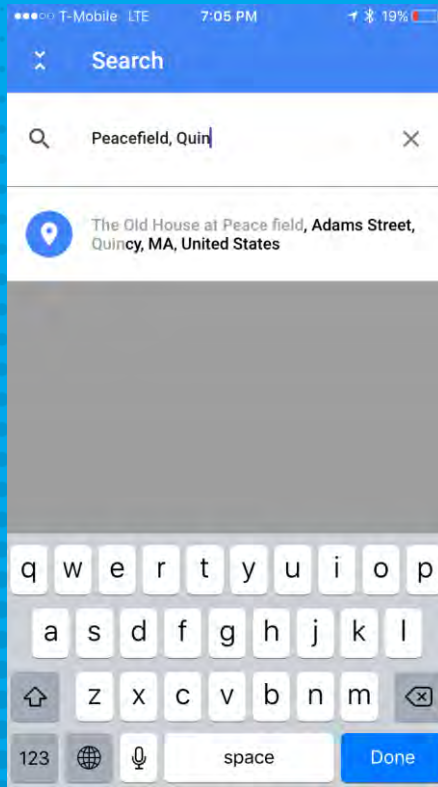 T-Mobile LTE 7:05 PM 19%
Search
Peacefield, Quin
The Old House at Peace field, Adams Street,
Quincy, MA, United States
q w e r t y u i o p
a s d f g h j k l
z x c v b n m
123 space Done